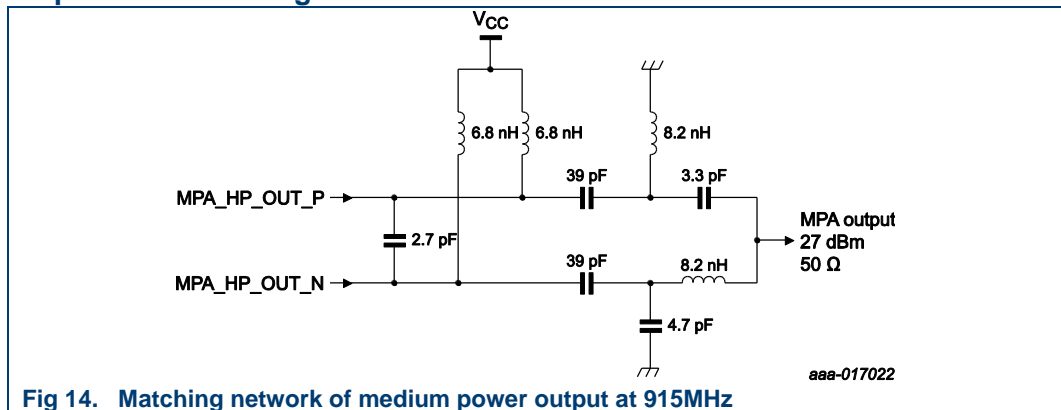 VCC
6.8 nH 6.8 nH 8.2 nH
39 pF 3.3 pF
MPA_HP_OUT_P
MPA output
27 dBm
50 Ω
2.7 pF
39 pF 8.2 nH
MPA_HP_OUT_N
4.7 pF
aaa-017022
Fig 14. Matching network of medium power output at 915MHz